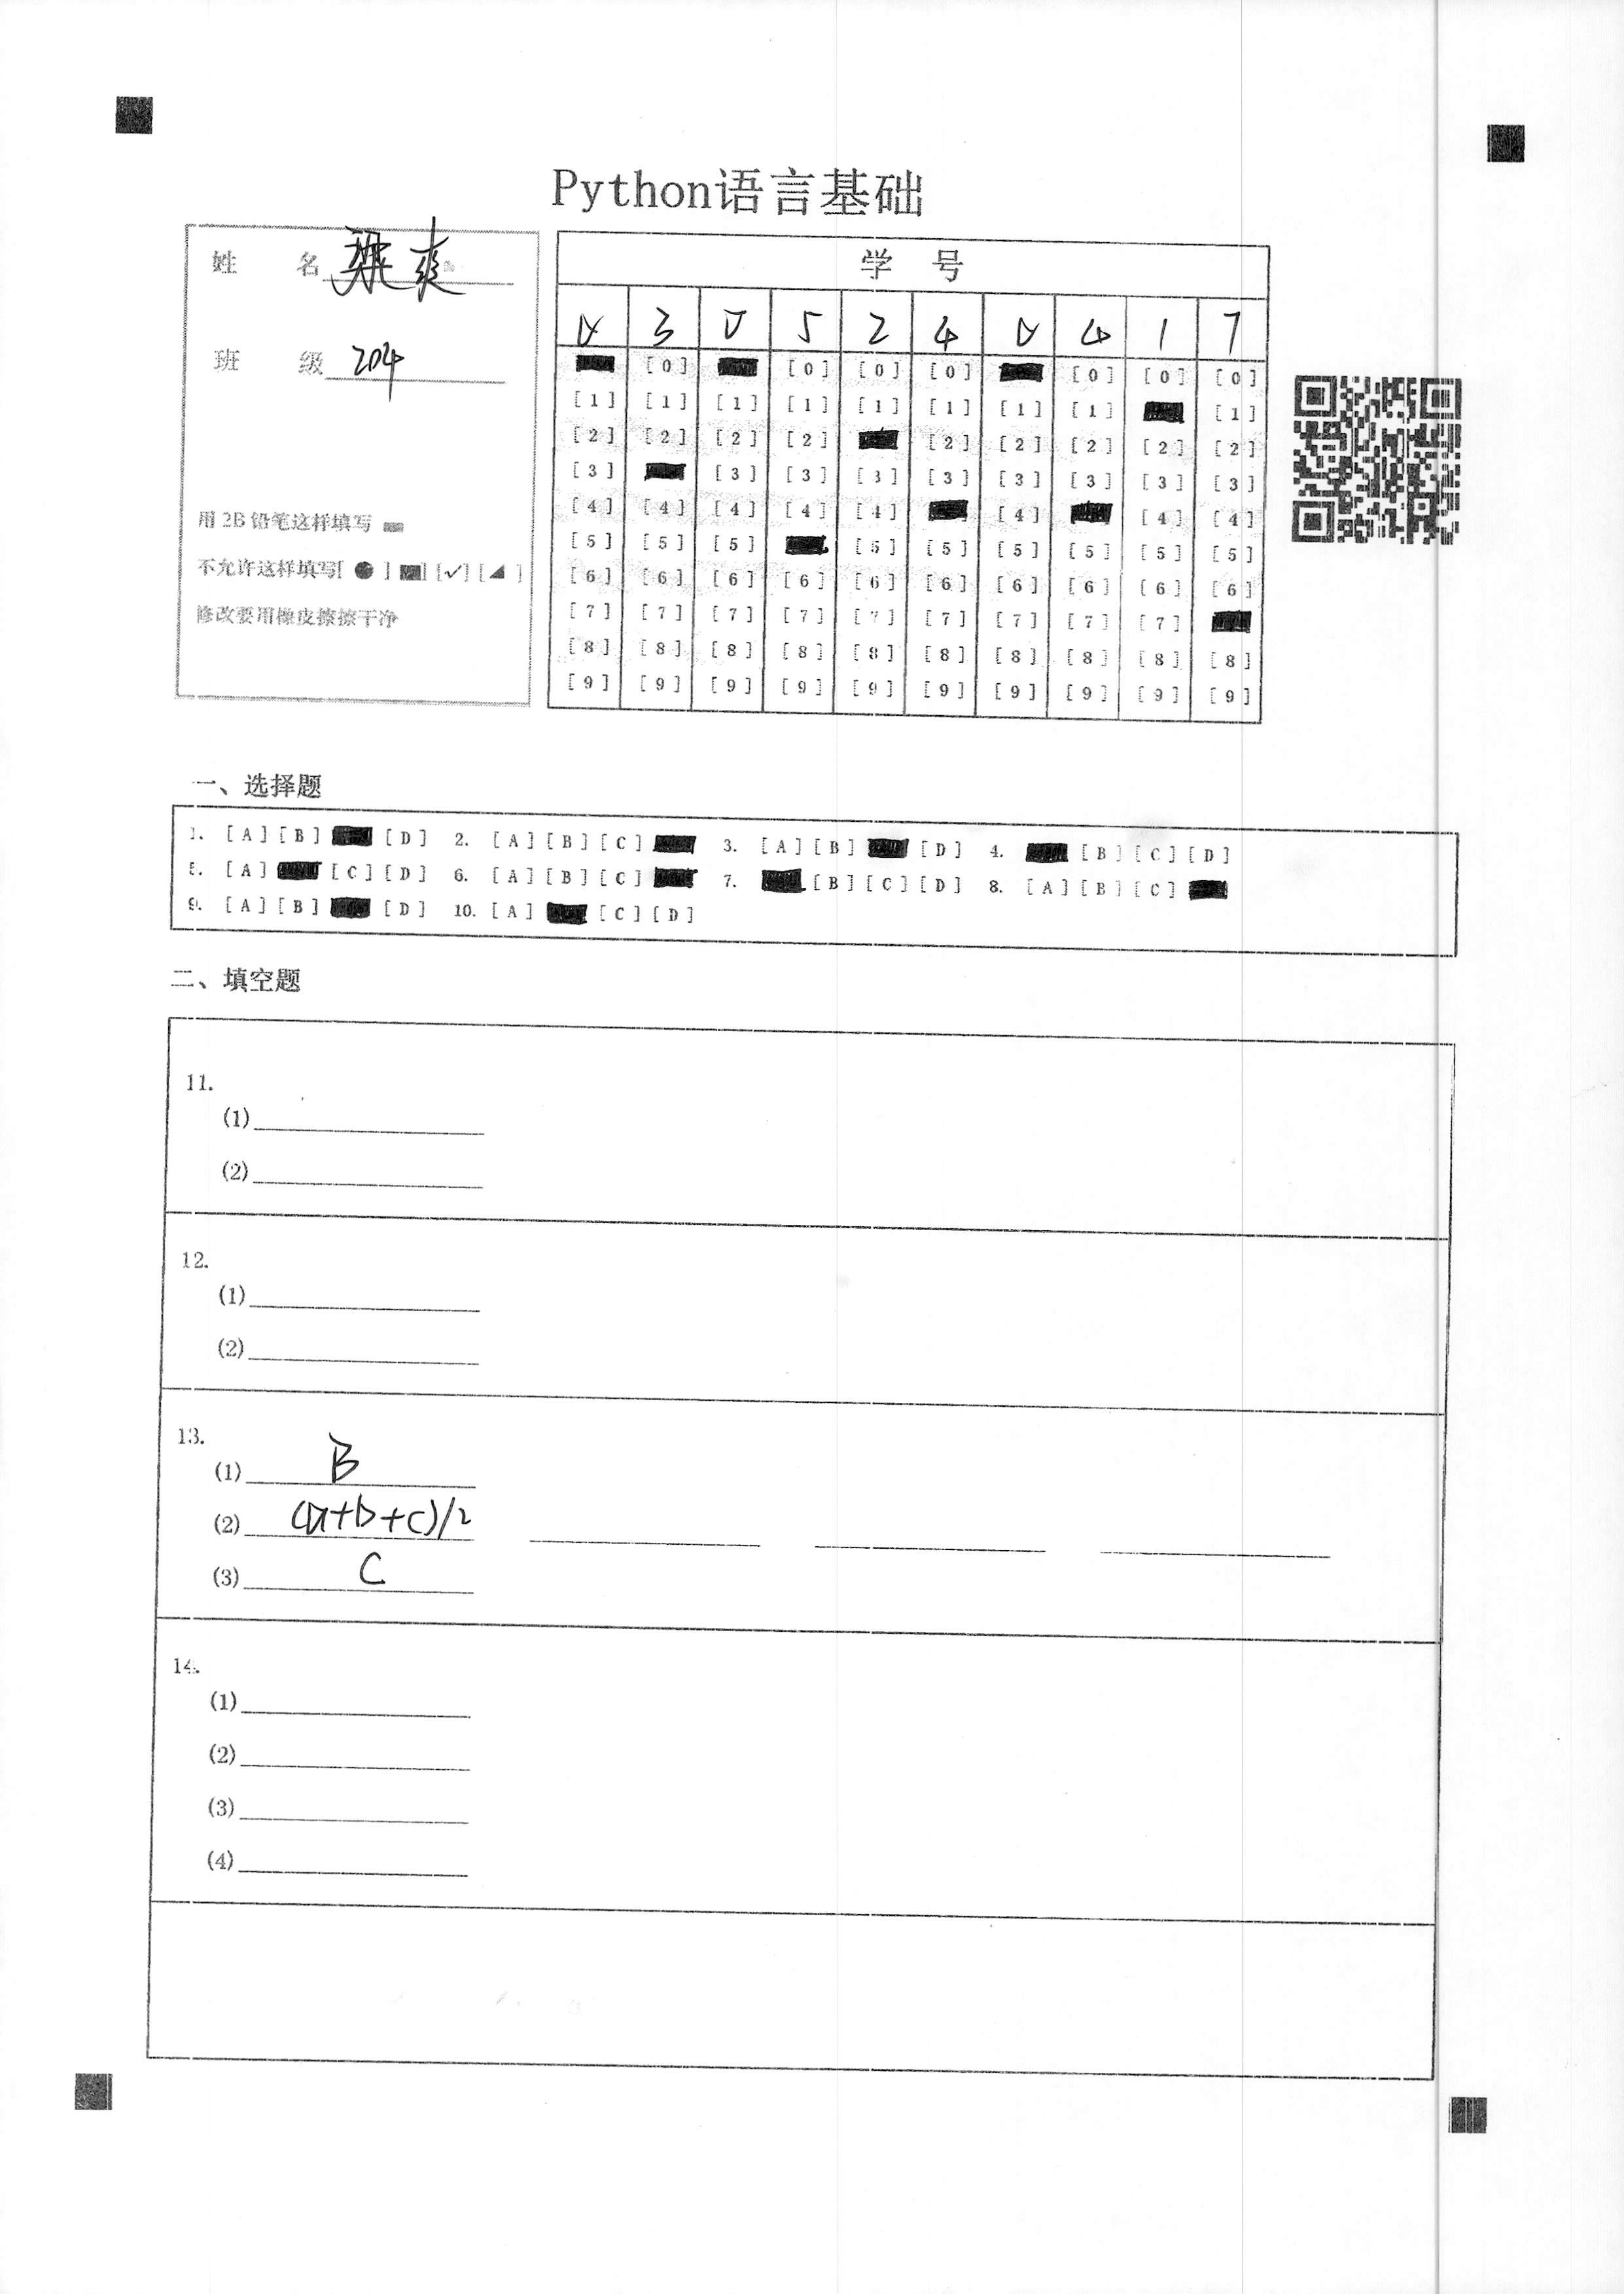 Python语言基础
姓 名 梁爽
班 级 204
用 2B 铅笔这样填写
不允许这样填写[ ● ] [■] [✓] [◢ ]
修改要用橡皮擦擦干净
学 号
0 3 0 5 2 4 0 4 1 7
[0] [0] [0] [0] [0] [0] [0]
[1] [1] [1] [1] [1] [1] [1] [1] [1]
[2] [2] [2] [2] [2] [2] [2] [2] [2]
[3] [3] [3] [3] [3] [3] [3] [3] [3]
[4] [4] [4] [4] [4] [4] [4] [4]
[5] [5] [5] [5] [5] [5] [5] [5] [5]
[6] [6] [6] [6] [6] [6] [6] [6] [6] [6]
[7] [7] [7] [7] [7] [7] [7] [7] [7]
[8] [8] [8] [8] [8] [8] [8] [8] [8] [8]
[9] [9] [9] [9] [9] [9] [9] [9] [9] [9]
一、选择题
1. [A] [B] [D] 2. [A] [B] [C] 3. [A] [B] [D] 4. [B] [C] [D]
5. [A] [C] [D] 6. [A] [B] [C] 7. [B] [C] [D] 8. [A] [B] [C]
9. [A] [B] [D] 10. [A] [C] [D]
二、填空题
11.
(1)
(2)
12.
(1)
(2)
13.
(1) B
(2) (a+b+c)/2
(3) C
14.
(1)
(2)
(3)
(4)